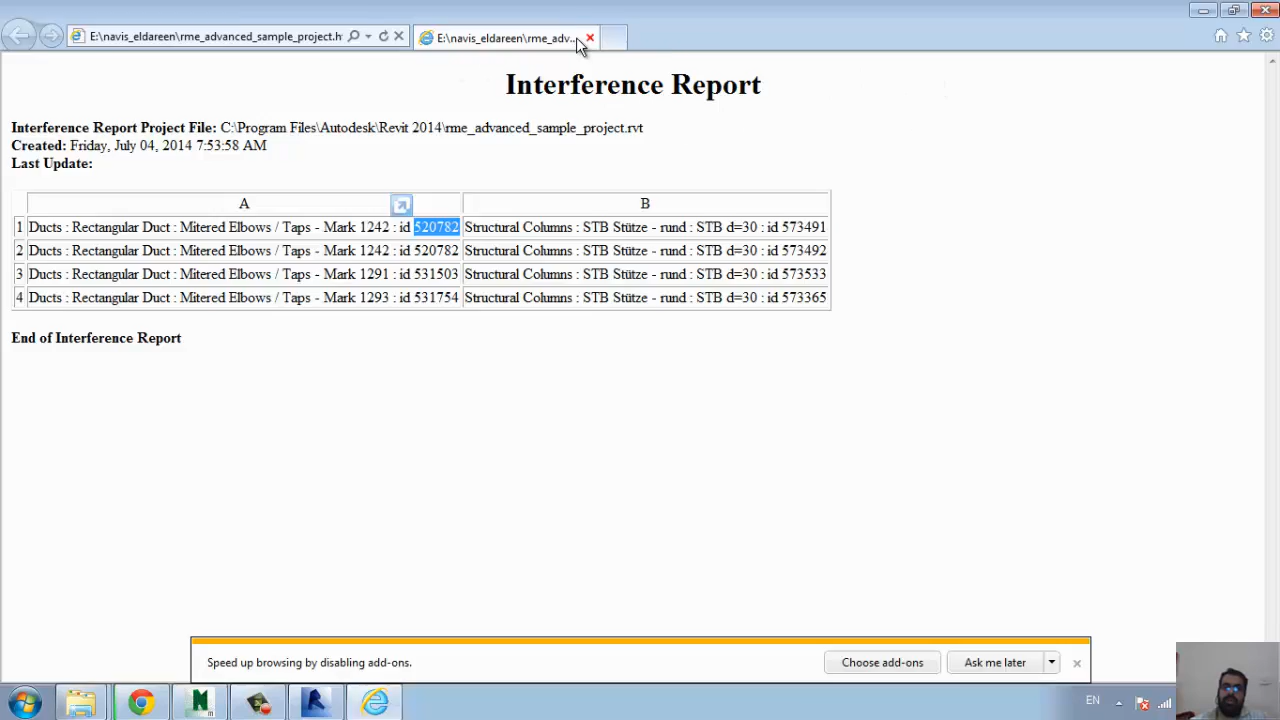 E:\navis_eldareen\rme_advanced_sample_project.h
E:\navis_eldareen\rme_adv...
Interference Report
Interference Report Project File: C:\Program Files\Autodesk\Revit 2014\rme_advanced_sample_project.rvt
Created: Friday, July 04, 2014 7:53:58 AM
Last Update:
A B
1 Ducts : Rectangular Duct : Mitered Elbows / Taps - Mark 1242 : id 520782 Structural Columns : STB Stütze - rund : STB d=30 : id 573491
2 Ducts : Rectangular Duct : Mitered Elbows / Taps - Mark 1242 : id 520782 Structural Columns : STB Stütze - rund : STB d=30 : id 573492
3 Ducts : Rectangular Duct : Mitered Elbows / Taps - Mark 1291 : id 531503 Structural Columns : STB Stütze - rund : STB d=30 : id 573533
4 Ducts : Rectangular Duct : Mitered Elbows / Taps - Mark 1293 : id 531754 Structural Columns : STB Stütze - rund : STB d=30 : id 573365
End of Interference Report
Speed up browsing by disabling add-ons.
Choose add-ons
Ask me later
EN